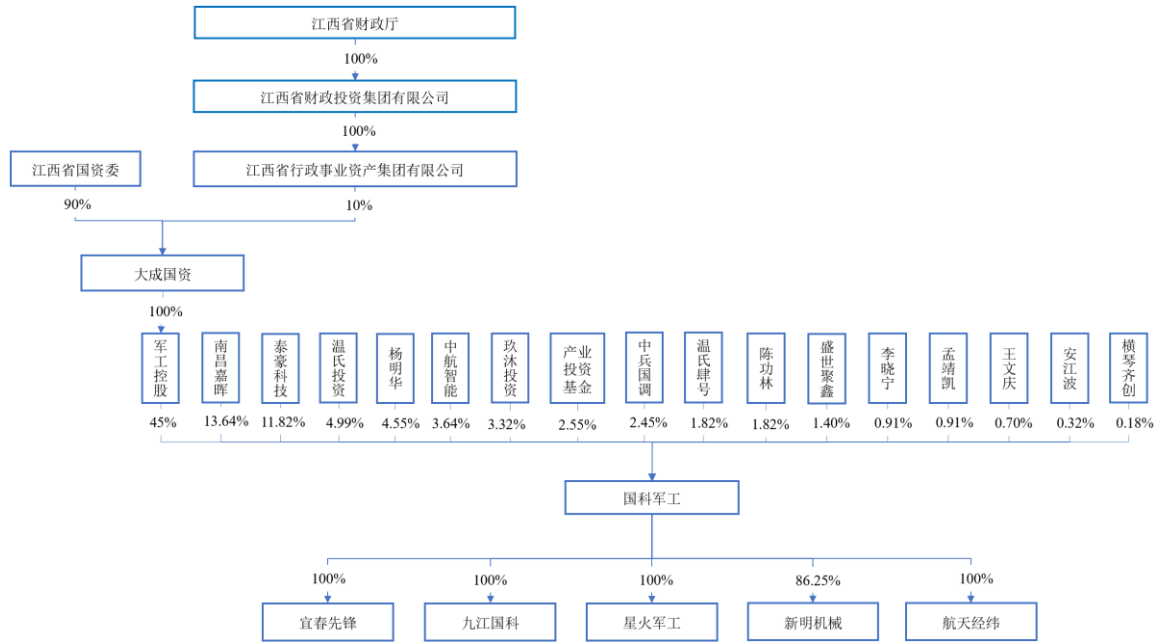 江西省财政厅
100%
江西省财政投资集团有限公司
100%
江西省国资委
江西省行政事业资产集团有限公司
90%
10%
大成国资
100%
军工控股
南昌嘉晖
泰豪科技
温氏投资
杨明华
中航智能
玖沐投资
产业投资基金
中兵国调
温氏肆号
陈功林
盛世聚鑫
李晓宁
孟靖凯
王文庆
安江波
横琴齐创
45%
13.64%
11.82%
4.99%
4.55%
3.64%
3.32%
2.55%
2.45%
1.82%
1.82%
1.40%
0.91%
0.91%
0.70%
0.32%
0.18%
国科军工
100%
100%
100%
86.25%
100%
宜春先锋
九江国科
星火军工
新明机械
航天经纬